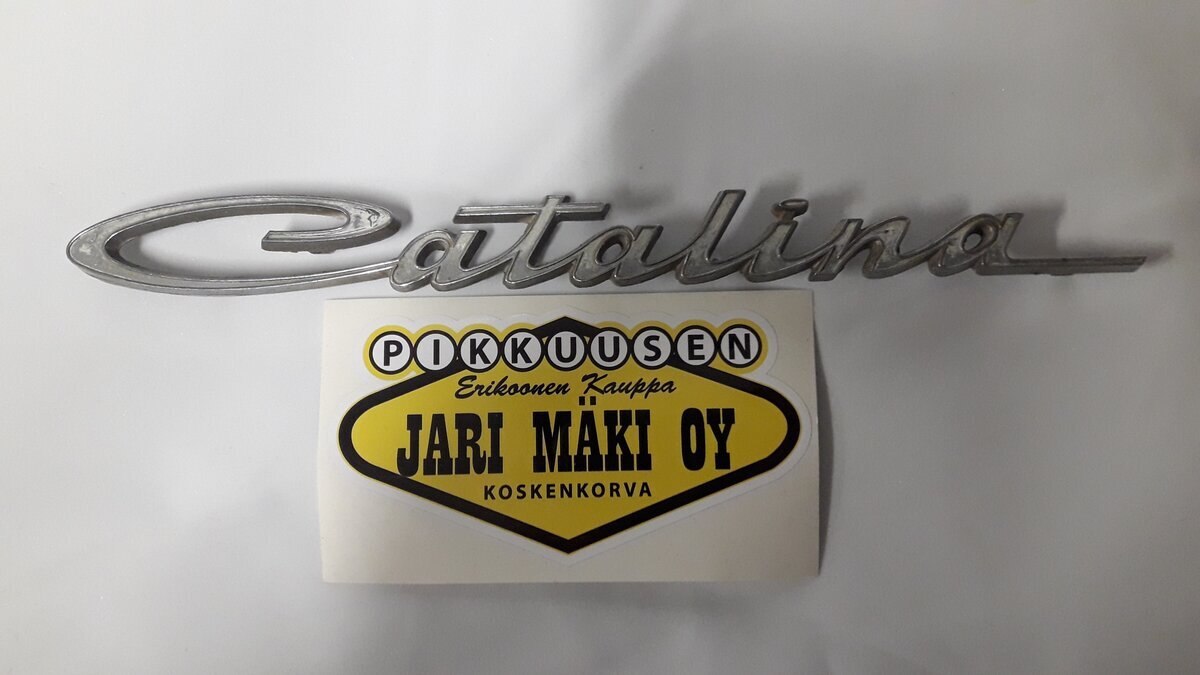 Catalina
PIKKUUSEN
Erikoonen Kauppa
JARI MÄKI OY
KOSKENKORVA